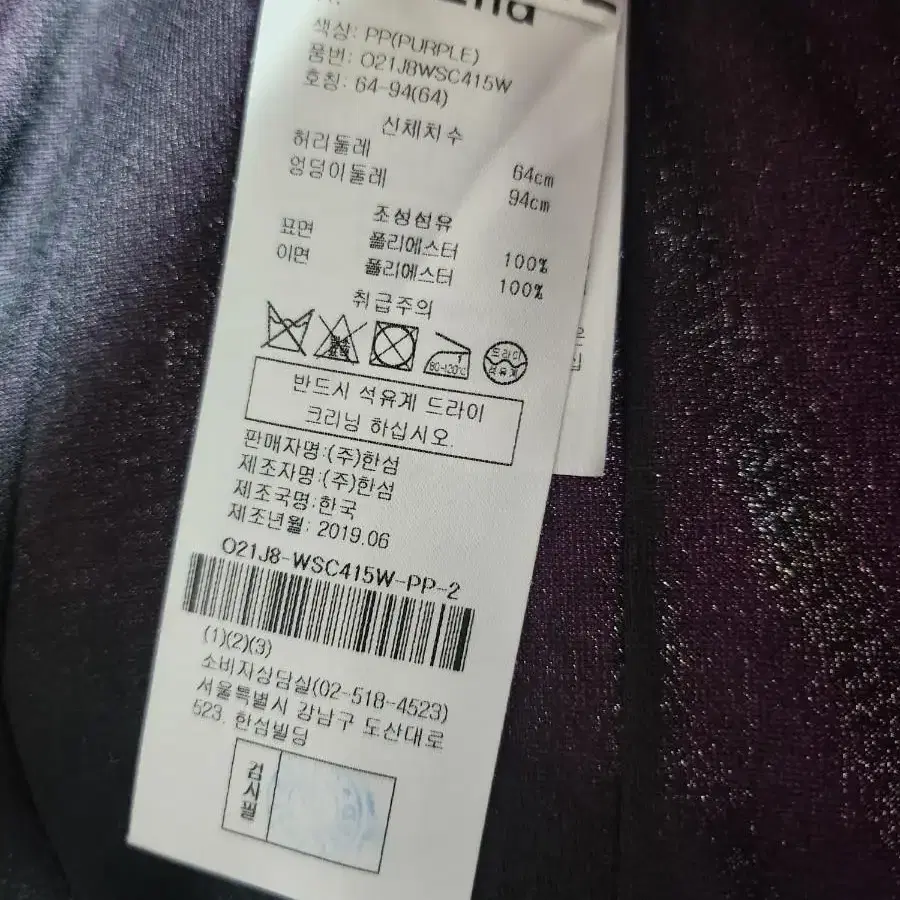 색상: PP(PURPLE)
품번: O21J8WSC415W
호칭: 64-94(64)
신체치수
허리둘레 64cm
엉덩이둘레 94cm
조성섬유
표면 폴리에스터 100%
이면 폴리에스터 100%
취급주의
80-120℃
드라이
석유계
반드시 석유계 드라이
크리닝 하십시오.
판매자명:(주)한섬
제조자명:(주)한섬
제조국명:한국
제조년월: 2019.06
O21J8-WSC415W-PP-2
(1)(2)(3)
소비자상담실(02-518-4523)
서울특별시 강남구 도산대로
523, 한섬빌딩
검사필